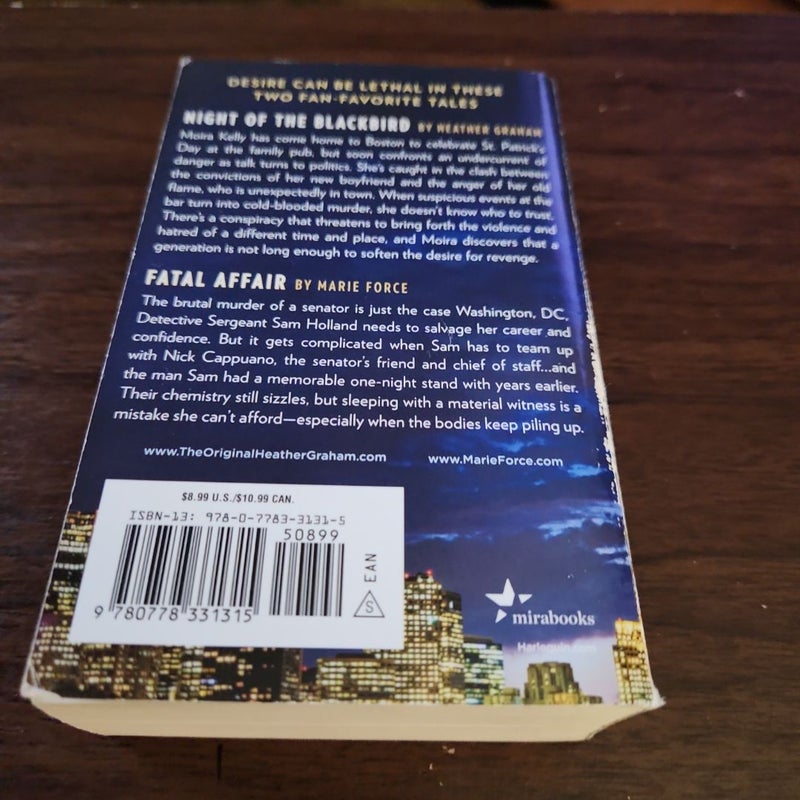 DESIRE CAN BE LETHAL IN THESE
TWO FAN-FAVORITE TALES
NIGHT OF THE BLACKBIRD BY HEATHER GRAHAM
Moira Kelly has come home to Boston to celebrate St. Patrick's
Day at the family pub, but soon confronts an undercurrent of
danger as talk turns to politics. She's caught in the clash between
the convictions of her new boyfriend and the anger of her old
flame, who is unexpectedly in town. When suspicious events at the
bar turn into cold-blooded murder, she doesn't know who to trust.
There's a conspiracy that threatens to bring forth the violence and
hatred of a different time and place, and Moira discovers that a
generation is not long enough to soften the desire for revenge.
FATAL AFFAIR BY MARIE FORCE
The brutal murder of a senator is just the case Washington, DC,
Detective Sergeant Sam Holland needs to salvage her career and
confidence. But it gets complicated when Sam has to team up
with Nick Cappuano, the senator's friend and chief of staff...and
the man Sam had a memorable one-night stand with years earlier.
Their chemistry still sizzles, but sleeping with a material witness is a
mistake she can't afford—especially when the bodies keep piling up.
www.TheOriginalHeatherGraham.com www.MarieForce.com
$8.99 U.S./$10.99 CAN.
ISBN-13: 978-0-7783-3131-5
50899
EAN
S
9 780778 331315
mirabooks
Harlequin.com